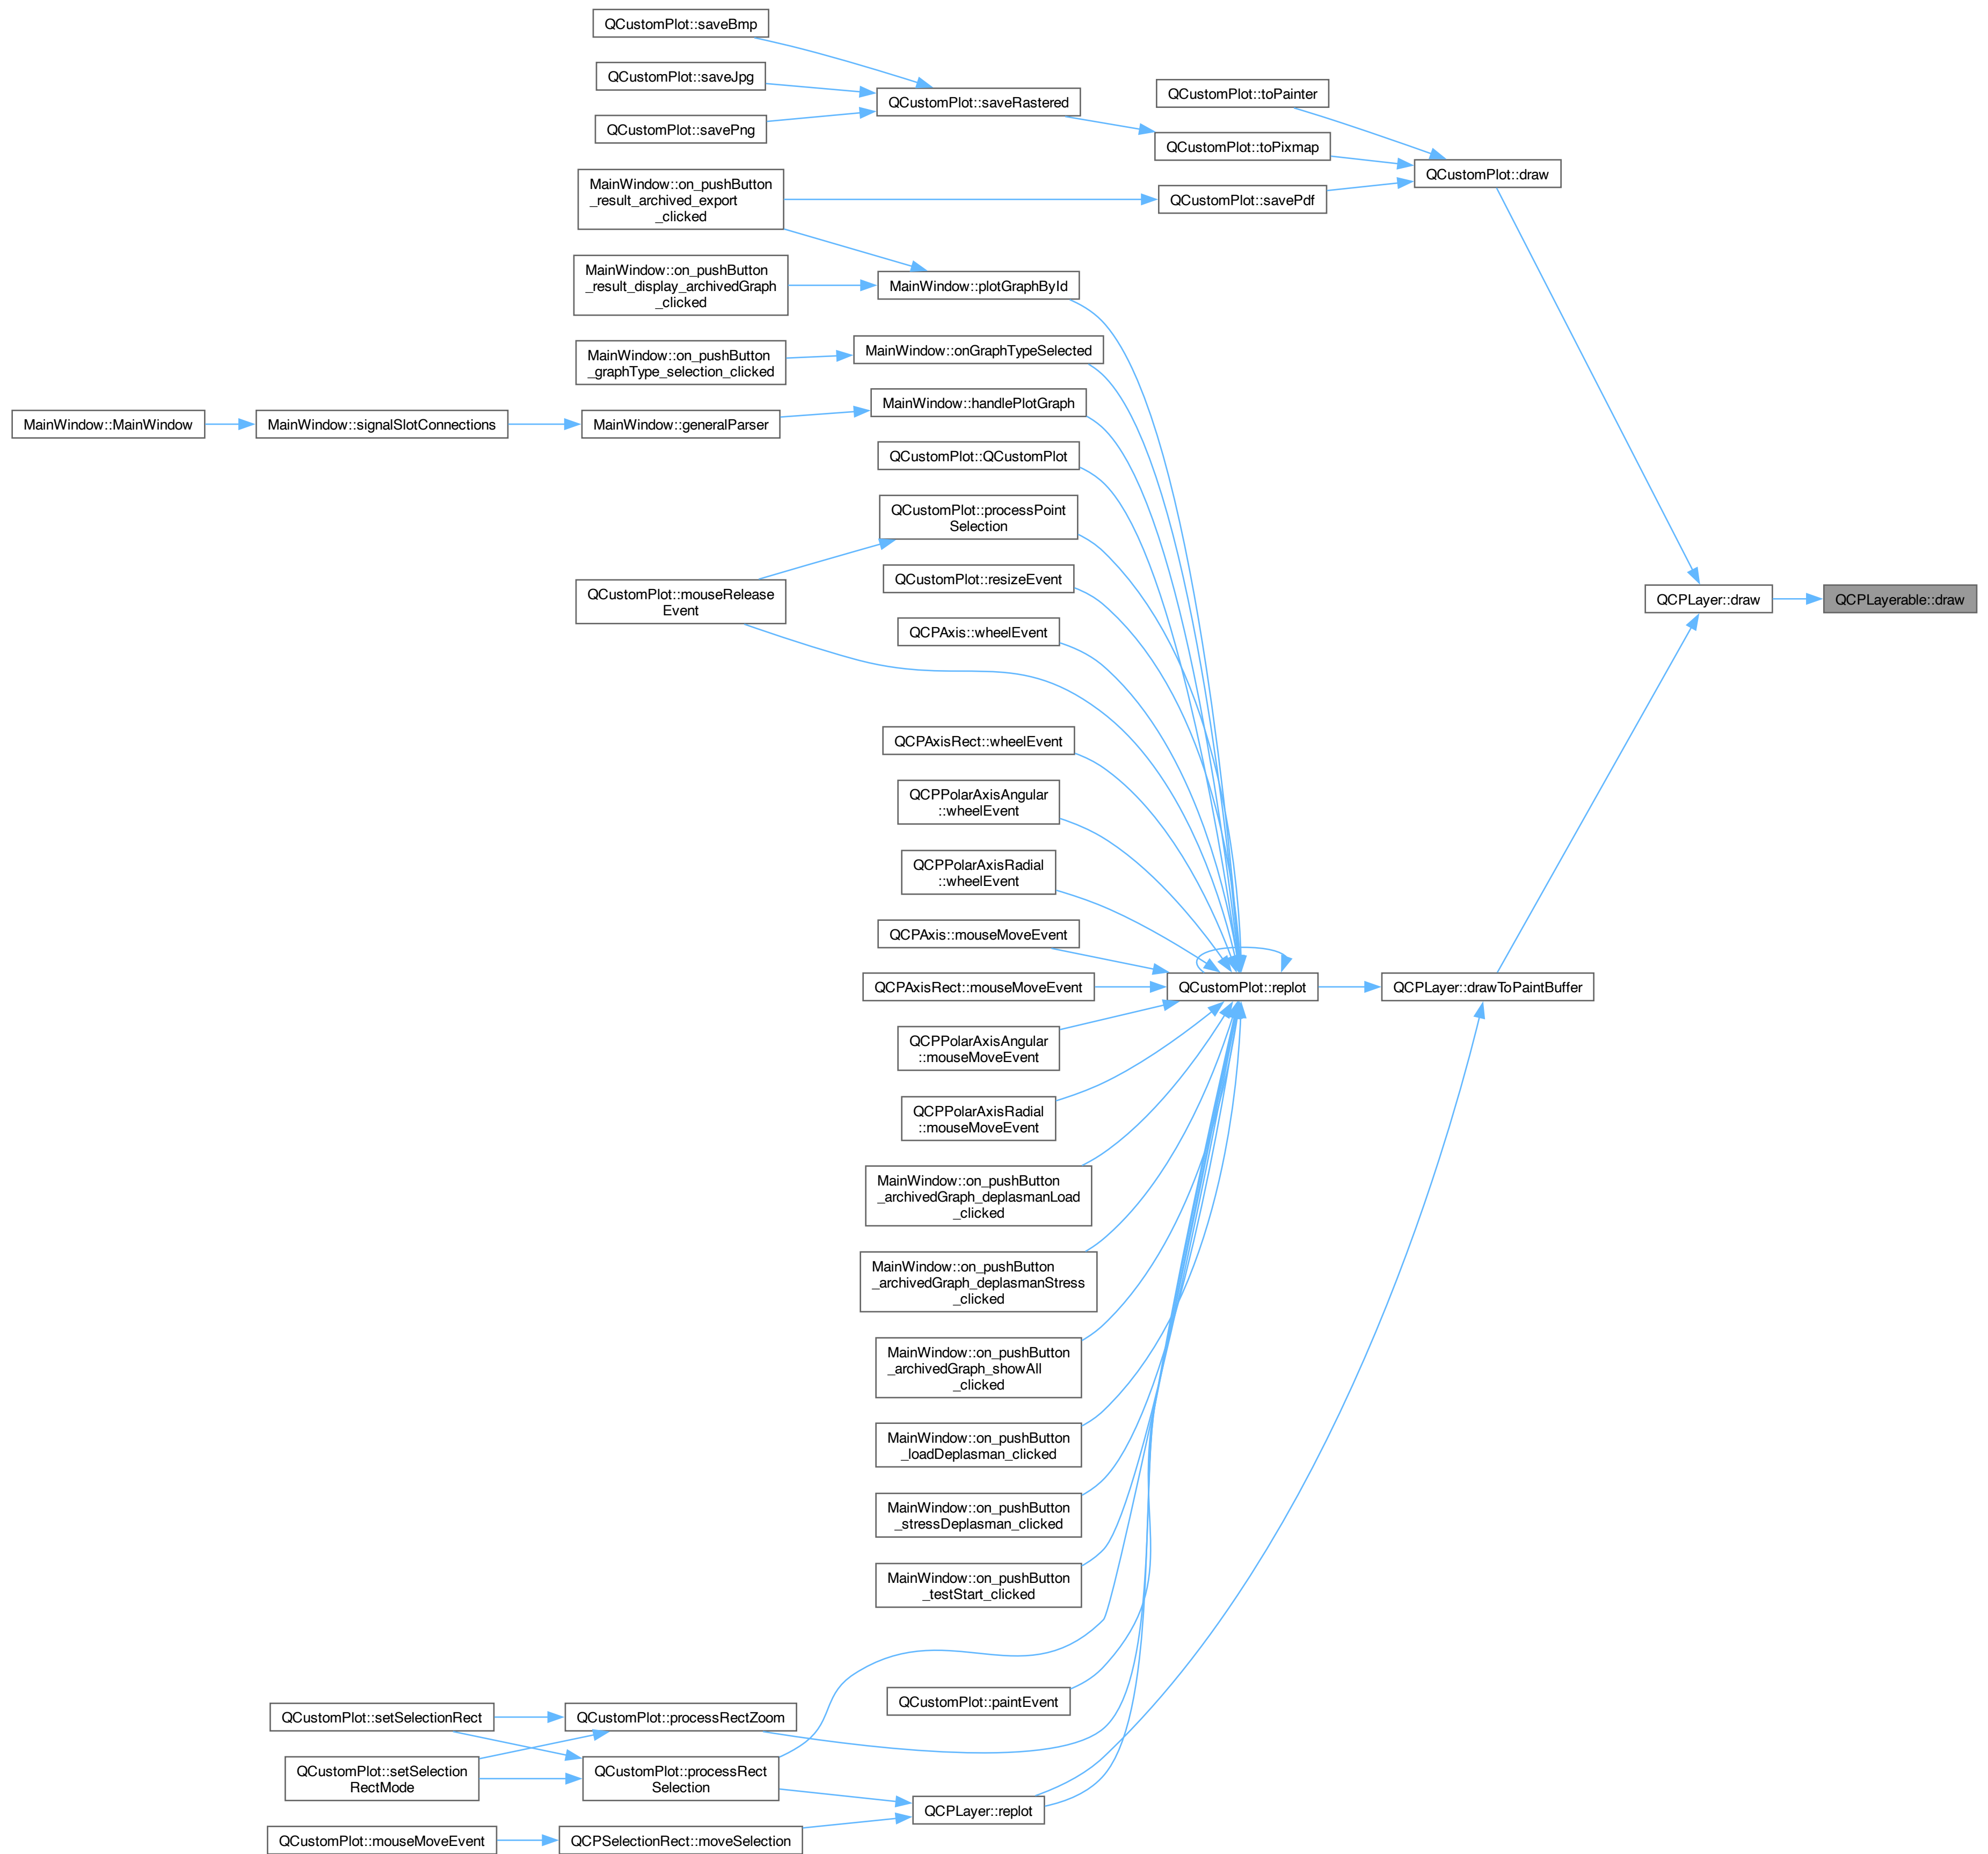 QCustomPlot::saveBmp
QCustomPlot::saveJpg
QCustomPlot::savePng
QCustomPlot::saveRastered
QCustomPlot::toPainter
QCustomPlot::toPixmap
QCustomPlot::savePdf
QCustomPlot::draw
MainWindow::on_pushButton
_result_archived_export
_clicked
MainWindow::on_pushButton
_result_display_archivedGraph
_clicked
MainWindow::plotGraphById
MainWindow::on_pushButton
_graphType_selection_clicked
MainWindow::onGraphTypeSelected
MainWindow::MainWindow
MainWindow::signalSlotConnections
MainWindow::generalParser
MainWindow::handlePlotGraph
QCustomPlot::QCustomPlot
QCustomPlot::processPoint
Selection
QCustomPlot::mouseRelease
Event
QCustomPlot::resizeEvent
QCPAxis::wheelEvent
QCPLayer::draw
QCPLayerable::draw
QCPAxisRect::wheelEvent
QCPPolarAxisAngular
::wheelEvent
QCPPolarAxisRadial
::wheelEvent
QCPAxis::mouseMoveEvent
QCPAxisRect::mouseMoveEvent
QCustomPlot::replot
QCPLayer::drawToPaintBuffer
QCPPolarAxisAngular
::mouseMoveEvent
QCPPolarAxisRadial
::mouseMoveEvent
MainWindow::on_pushButton
_archivedGraph_deplasmanLoad
_clicked
MainWindow::on_pushButton
_archivedGraph_deplasmanStress
_clicked
MainWindow::on_pushButton
_archivedGraph_showAll
_clicked
MainWindow::on_pushButton
_loadDeplasman_clicked
MainWindow::on_pushButton
_stressDeplasman_clicked
MainWindow::on_pushButton
_testStart_clicked
QCustomPlot::paintEvent
QCustomPlot::setSelectionRect
QCustomPlot::processRectZoom
QCustomPlot::setSelection
RectMode
QCustomPlot::processRect
Selection
QCPLayer::replot
QCustomPlot::mouseMoveEvent
QCPSelectionRect::moveSelection